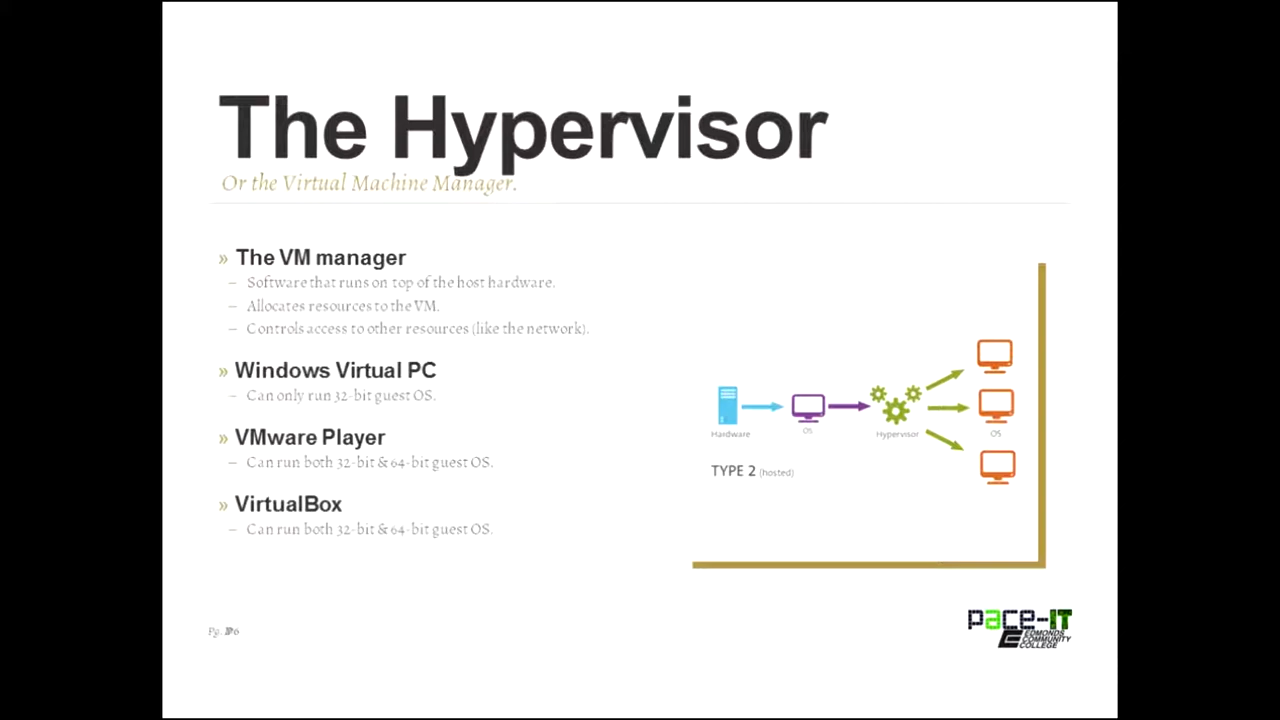 The Hypervisor
Or the Virtual Machine Manager.
» The VM manager
– Software that runs on top of the host hardware.
– Allocates resources to the VM.
– Controls access to other resources (like the network).
» Windows Virtual PC
– Can only run 32-bit guest OS.
» VMware Player
– Can run both 32-bit & 64-bit guest OS.
» VirtualBox
– Can run both 32-bit & 64-bit guest OS.
Hardware
OS
Hypervisor
OS
TYPE 2 (hosted)
Pg.
pace-IT
EDMONDS
COMMUNITY
COLLEGE